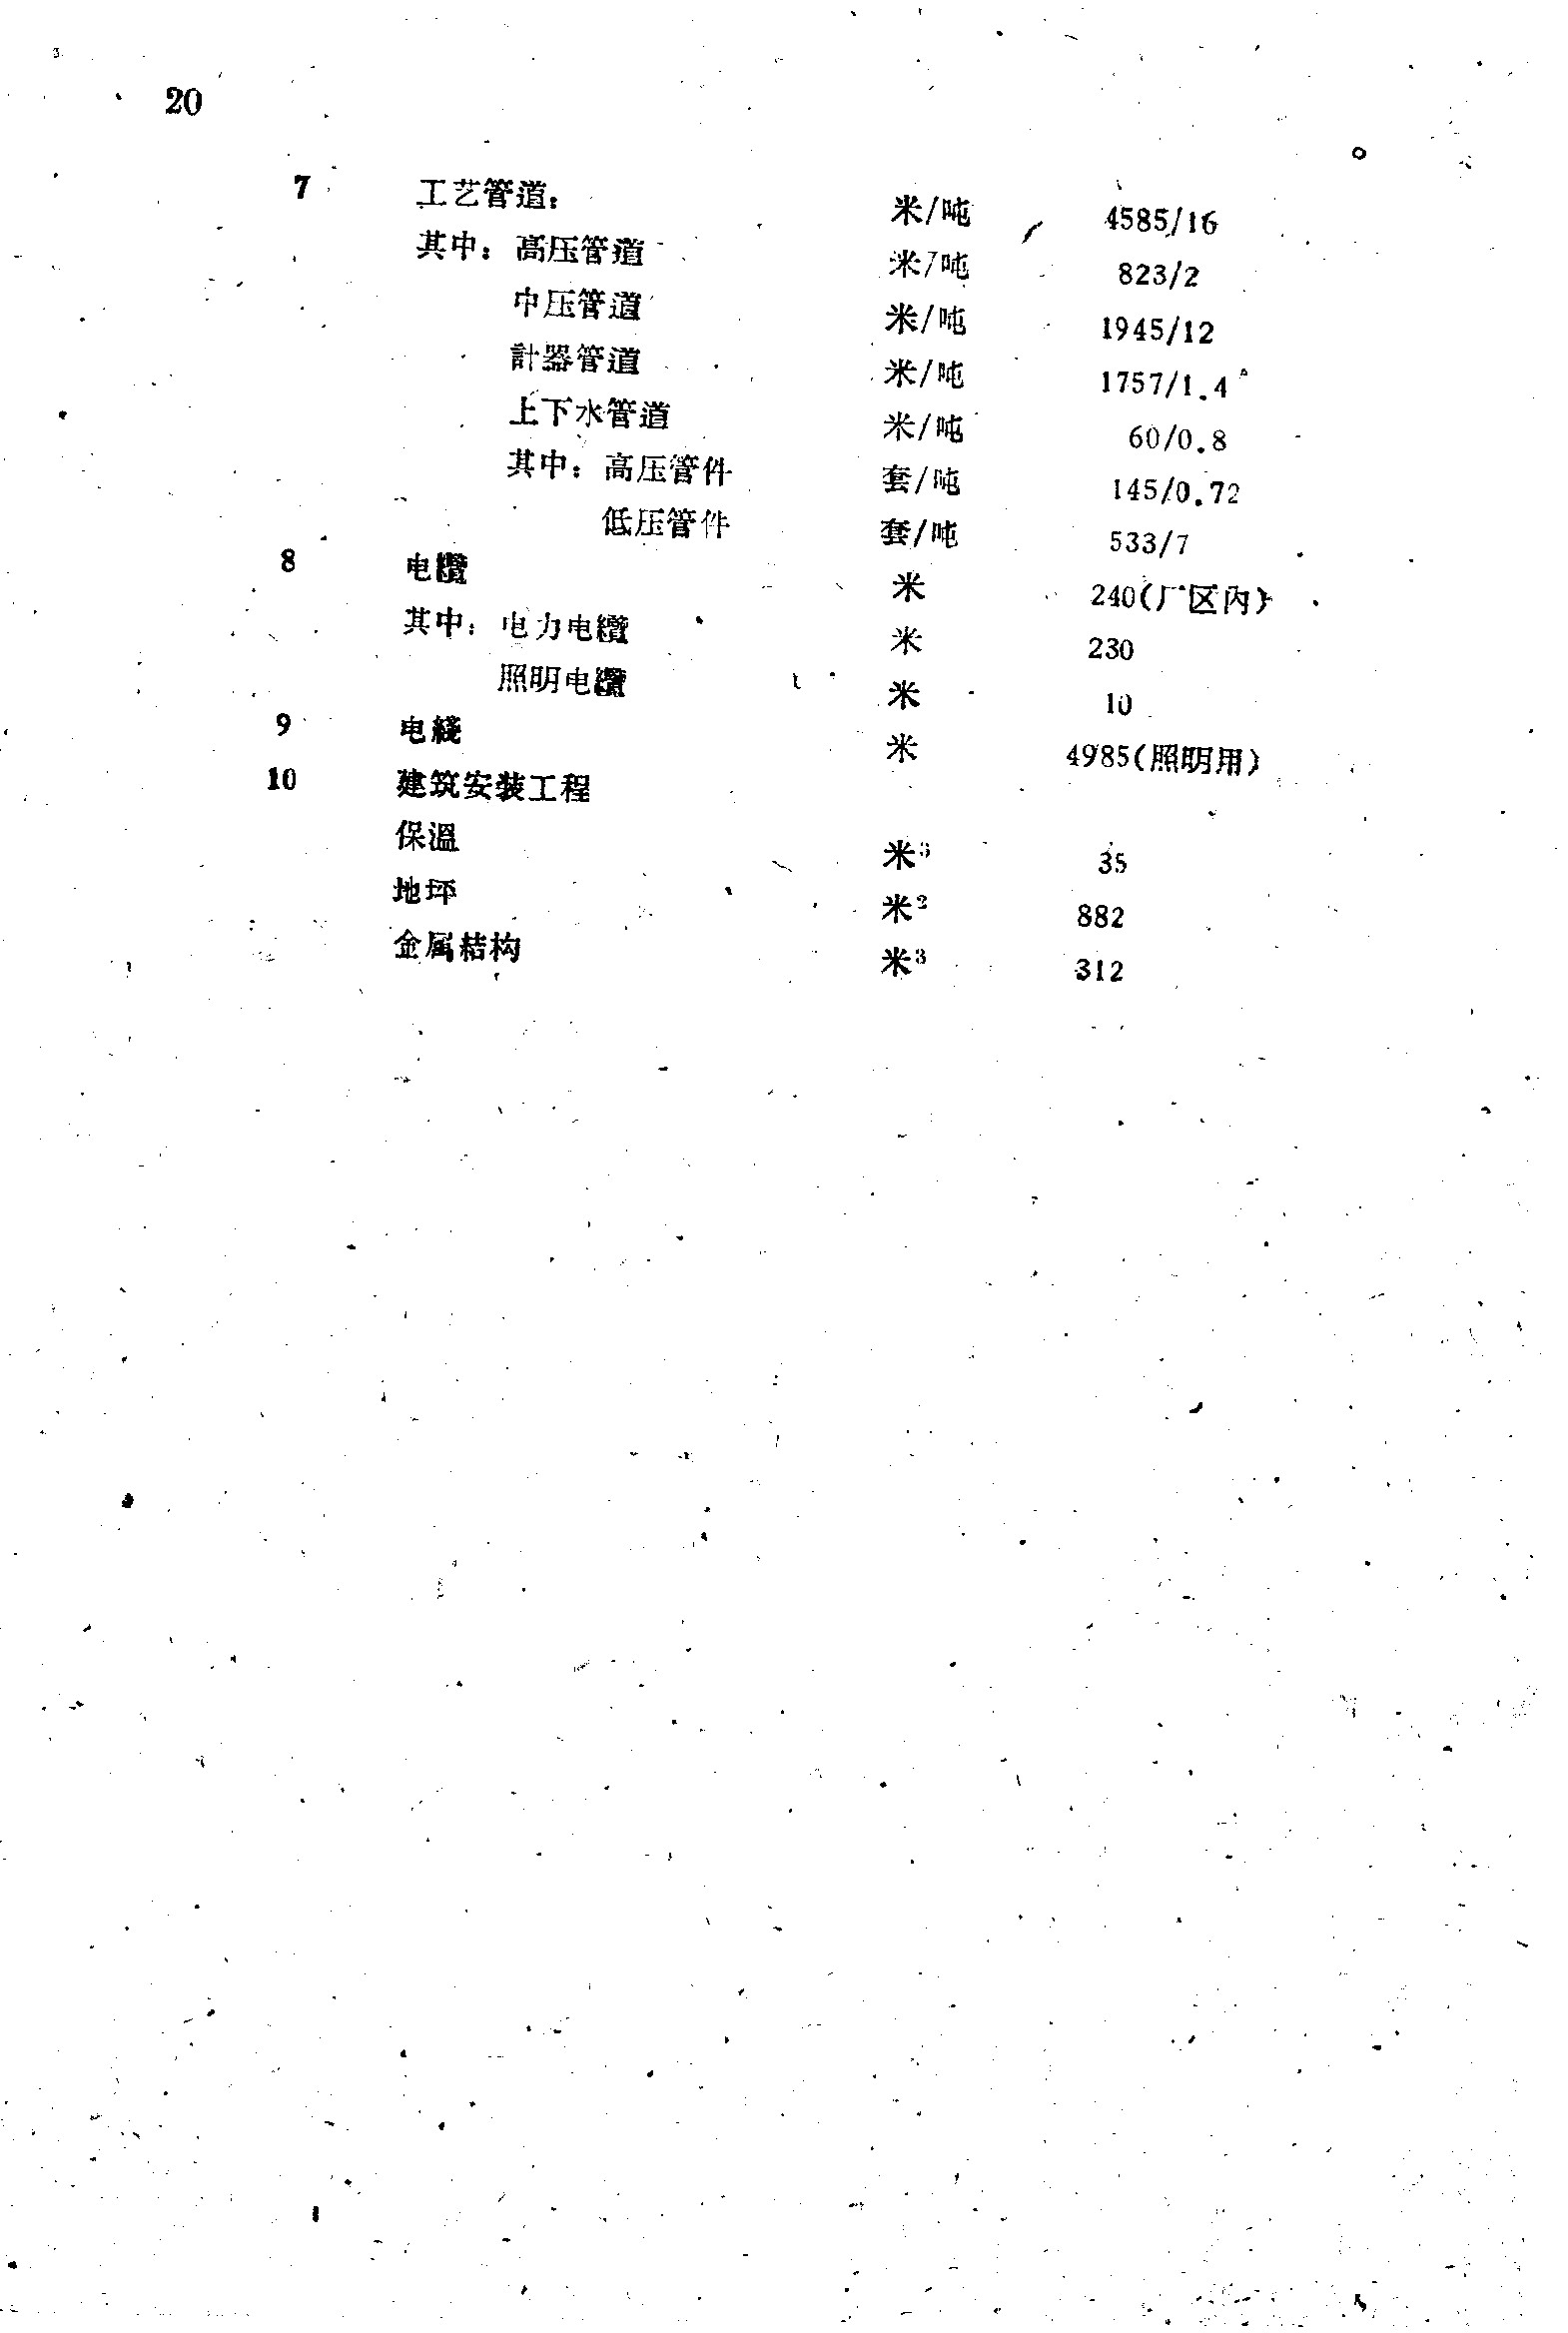 20
7 工艺管道： 米/吨 4585/16
其中：高压管道 米/吨 823/2
中压管道 米/吨 1945/12
計器管道 米/吨 1757/1.4
上下水管道 米/吨 60/0.8
其中：高压管件 套/吨 145/0.72
低压管件 套/吨 533/7
8 电纜 米 240(厂区内)
其中：电力电纜 米 230
照明电纜 米 10
9 电綫 米 4985(照明用)
10 建筑安装工程
保溫 米³ 35
地坪 米² 882
金属结构 米³ 312